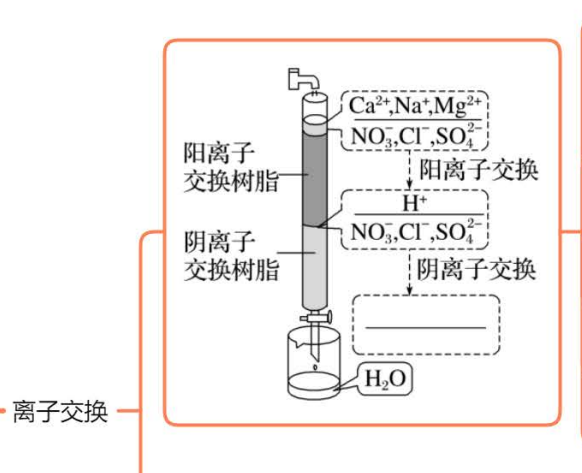 Ca²⁺,Na⁺,Mg²⁺
NO₃⁻,Cl⁻,SO₄²⁻
阳离子
交换树脂
阳离子交换
H⁺
NO₃⁻,Cl⁻,SO₄²⁻
阴离子
交换树脂
阴离子交换
H₂O
离子交换